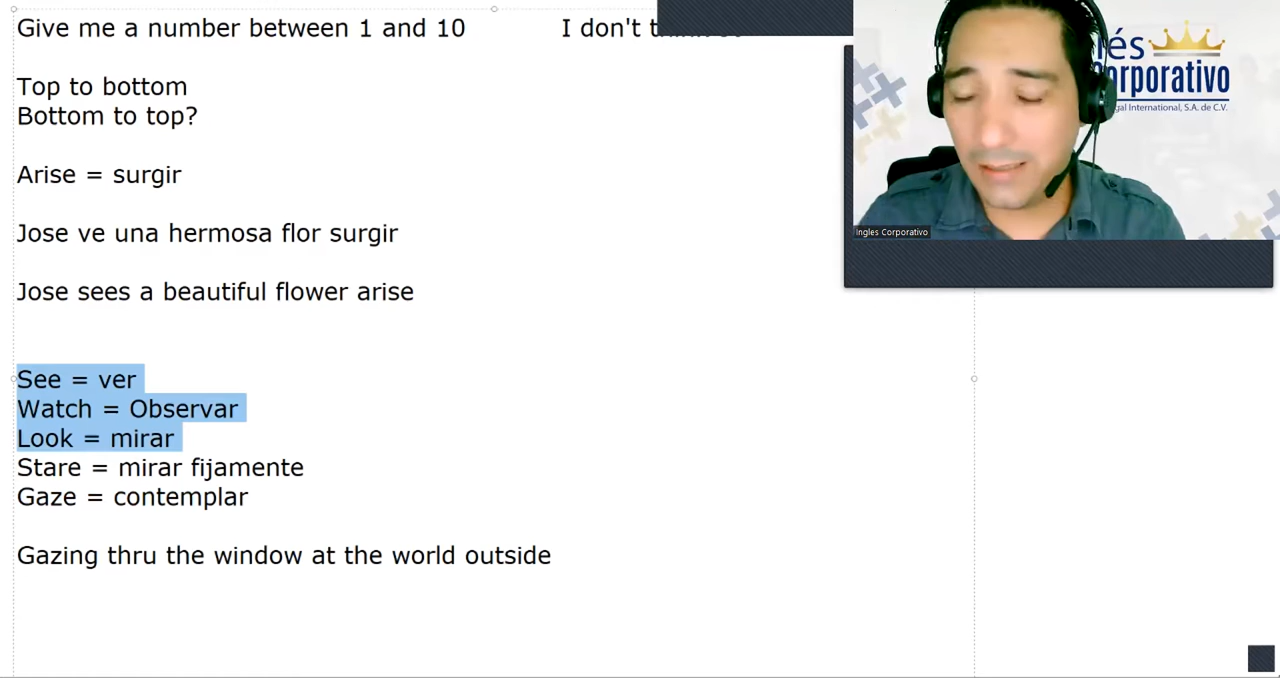 Give me a number between 1 and 10
I don't
Top to bottom
Bottom to top?
Arise = surgir
Jose ve una hermosa flor surgir
Jose sees a beautiful flower arise
See = ver
Watch = Observar
Look = mirar
Stare = mirar fijamente
Gaze = contemplar
Gazing thru the window at the world outside
Corporativo
International, S.A. de C.V.
Ingles Corporativo